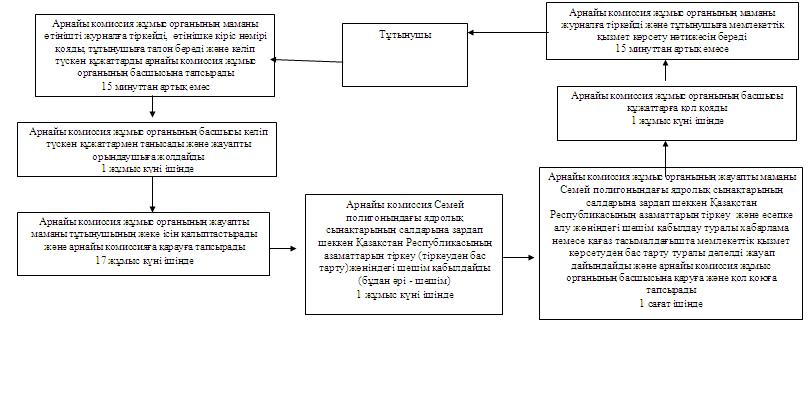 Тұтынушы
Арнайы комиссия жұмыс органының маманы
өтінішті журналға тіркейді, өтінішке кіріс нөмірі
қояды, тұтынушыға талон береді және келіп
түскен құжаттарды арнайы комиссия жұмыс
органының басшысына тапсырады
15 минуттан артық емес
Арнайы комиссия жұмыс органының басшысы келіп
түскен құжаттармен танысады және жауапты
орындаушыға жолдайды
1 жұмыс күні ішінде
Арнайы комиссия жұмыс органының жауапты
маманы тұтынушының жеке ісін қалыптастырады
және арнайы комиссияға қарауға тапсырады
17 жұмыс күні ішінде
Арнайы комиссия Семей
полигонындағы ядролық
сынақтарының салдарына зардап
шеккен Қазақстан Республикасының
азаматтарын тіркеу (тіркеуден бас
тарту)жөніндегі шешім қабылдайды
(бұдан әрі - шешім)
1 жұмыс күні ішінде
Арнайы комиссия жұмыс органының жауапты маманы
Семей полигонындағы ядролық сынақтарының
салдарына зардап шеккен Қазақстан
Республикасының азаматтарын тіркеу және есепке
алу жөніндегі шешім қабылдау туралы хабарлама
немесе қағаз тасымалдағышта мемлекеттік қызмет
көрсетуден бас тарту туралы делелді жауап
дайындайды және арнайы комиссия жұмыс
органының басшысына қаруға және қол қоюға
тапсырады
1 сағат ішінде
Арнайы комиссия жұмыс органының басшысы
құжаттарға қол қояды
1 жұмыс күні ішінде
Арнайы комиссия жұмыс органының маманы
журналға тіркейді және тұтынушыға мемлекеттік
қызмет көрсету нәтижесін береді
15 минуттан артық емесе